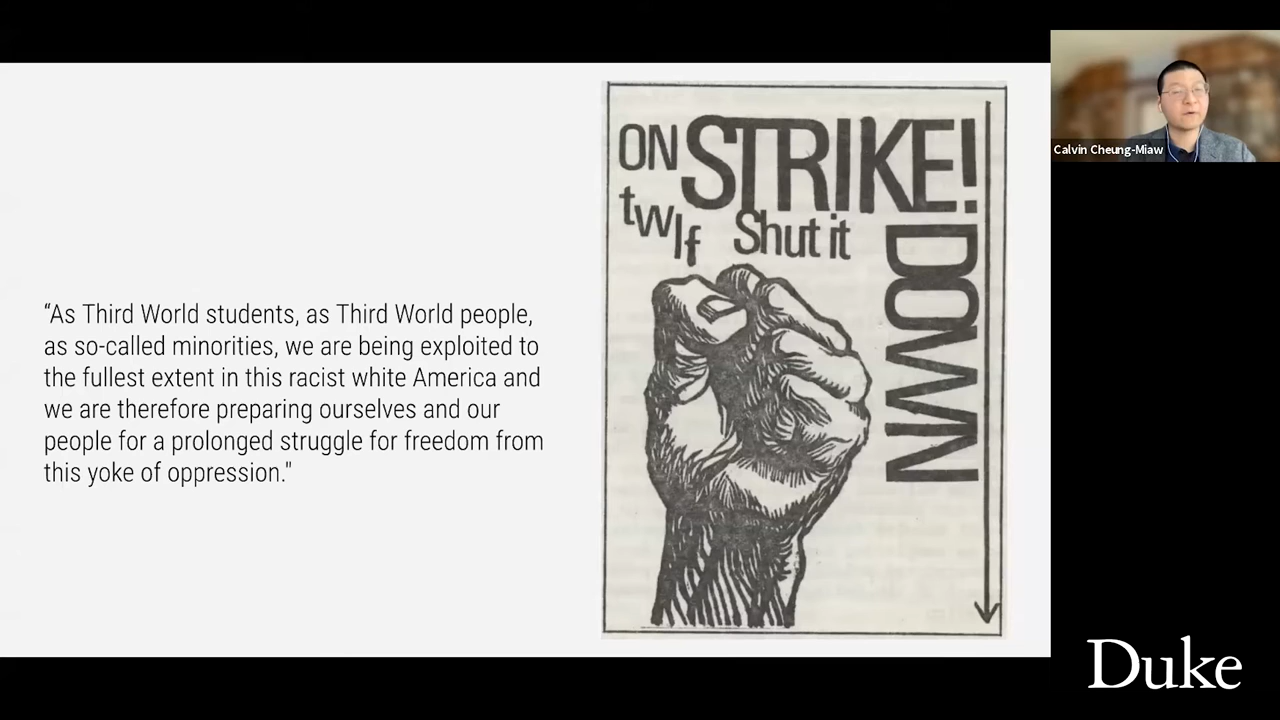 “As Third World students, as Third World people,
as so-called minorities, we are being exploited to
the fullest extent in this racist white America and
we are therefore preparing ourselves and our
people for a prolonged struggle for freedom from
this yoke of oppression."
ON STRIKE!
twlf Shut it
DOWN
Calvin Cheung-Miaw
Duke